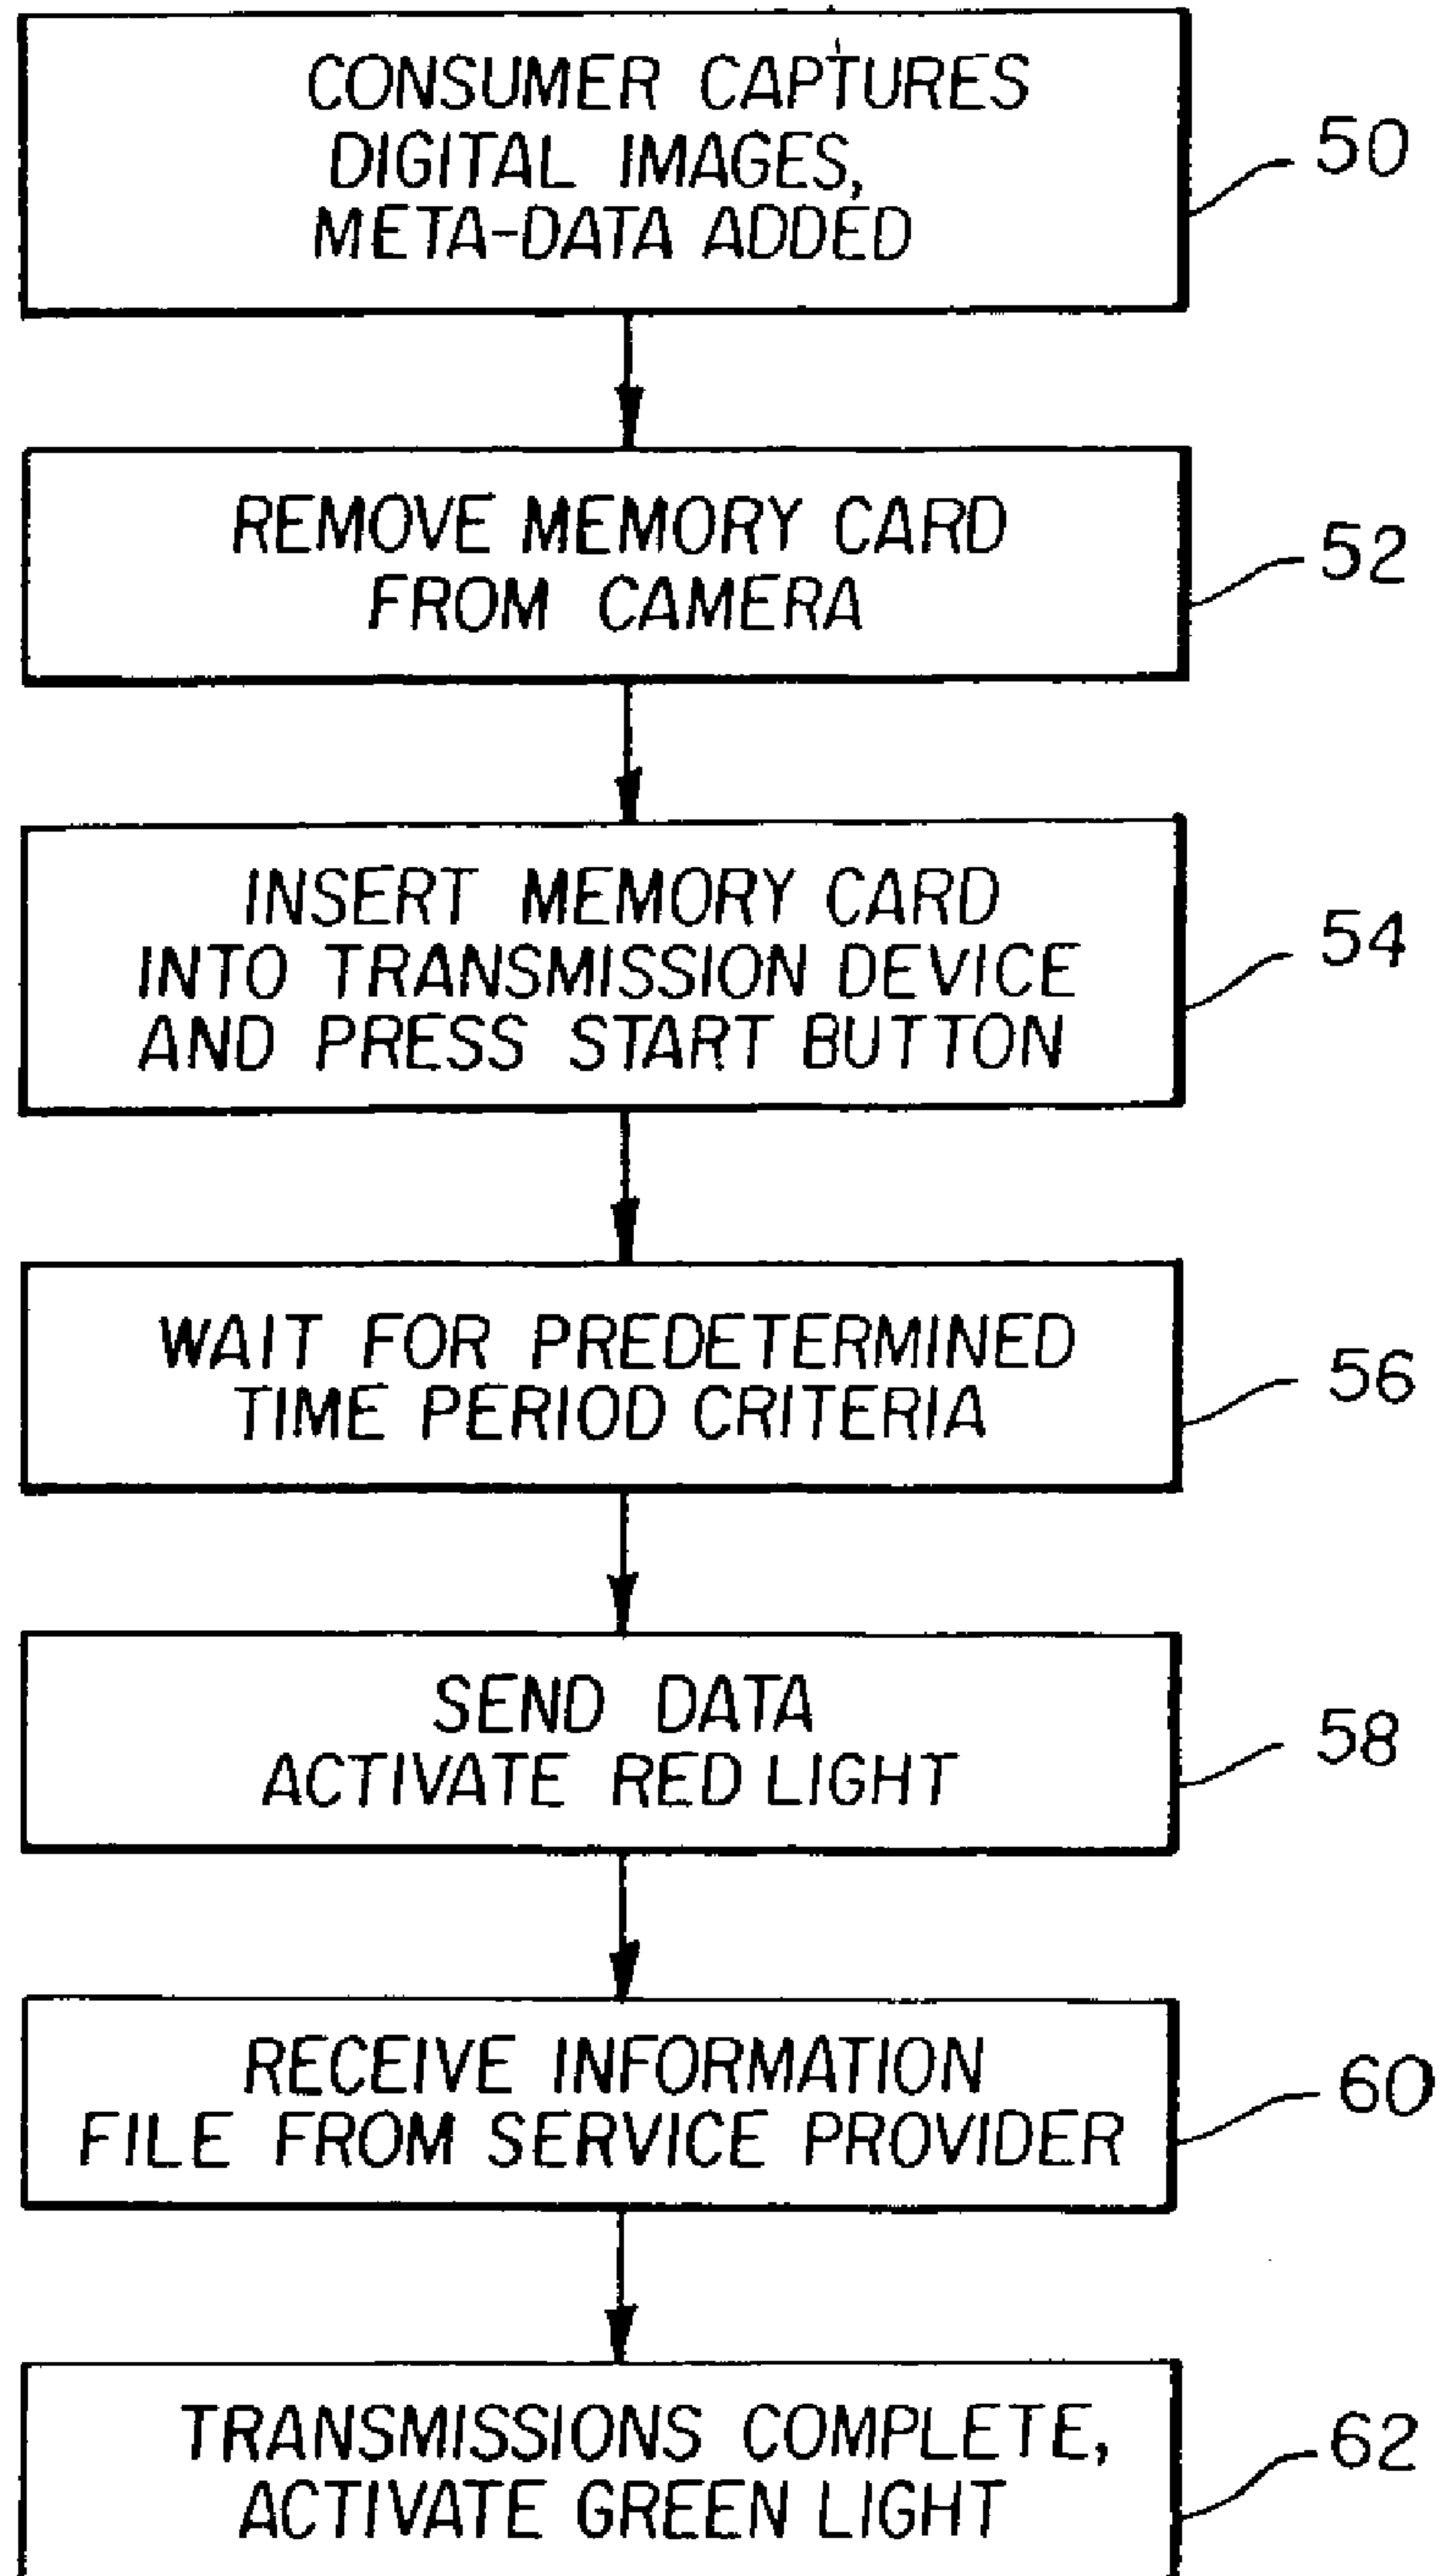 CONSUMER CAPTURES
DIGITAL IMAGES,
META-DATA ADDED
50
REMOVE MEMORY CARD
FROM CAMERA
52
INSERT MEMORY CARD
INTO TRANSMISSION DEVICE
AND PRESS START BUTTON
54
WAIT FOR PREDETERMINED
TIME PERIOD CRITERIA
56
SEND DATA
ACTIVATE RED LIGHT
58
RECEIVE INFORMATION
FILE FROM SERVICE PROVIDER
60
TRANSMISSIONS COMPLETE,
ACTIVATE GREEN LIGHT
62